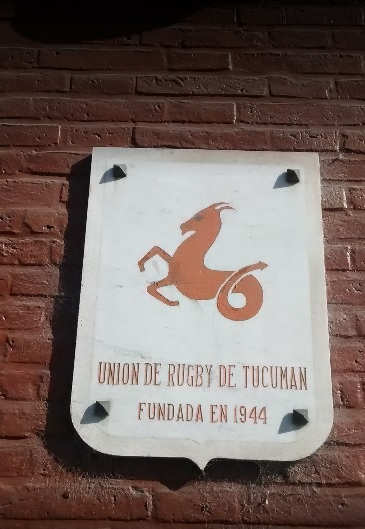 UNION DE RUGBY DE TUCUMAN
FUNDADA EN 1944